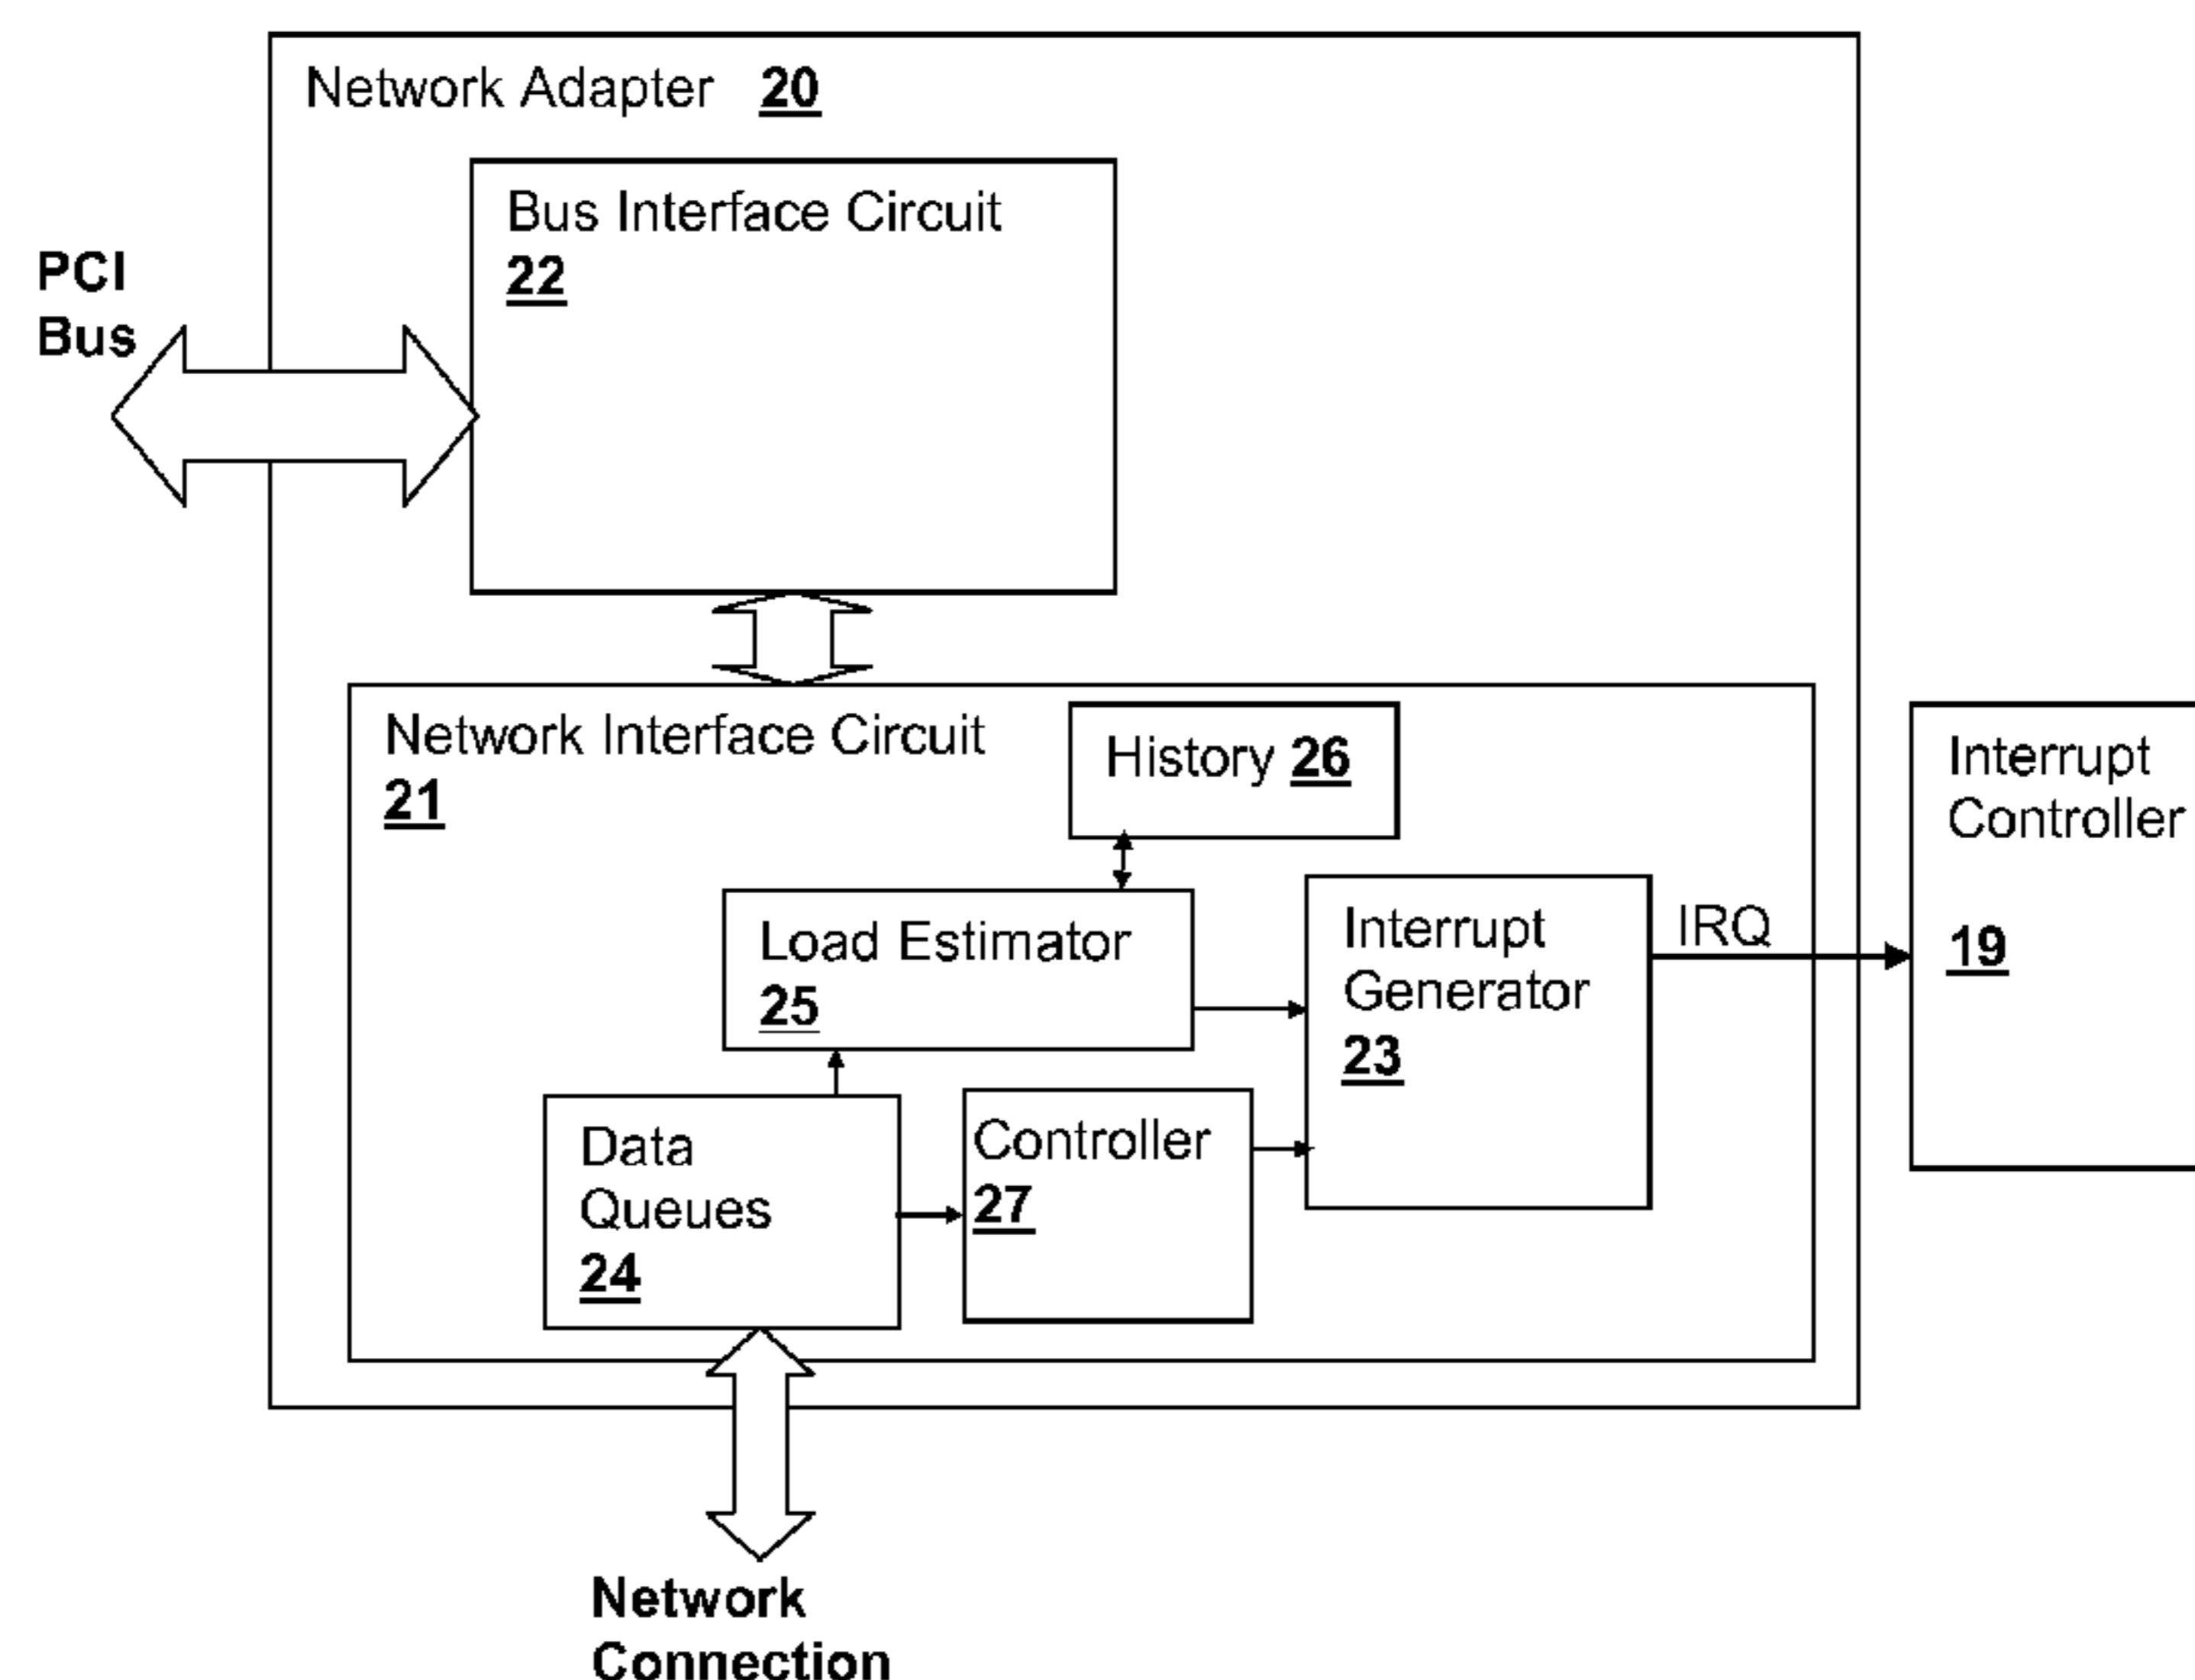 Network Adapter 20
Bus Interface Circuit
22
PCI
Bus
Network Interface Circuit
21
History 26
Interrupt
Controller
19
Load Estimator
25
Interrupt
Generator
23
IRQ
Data
Queues
24
Controller
27
Network
Connection